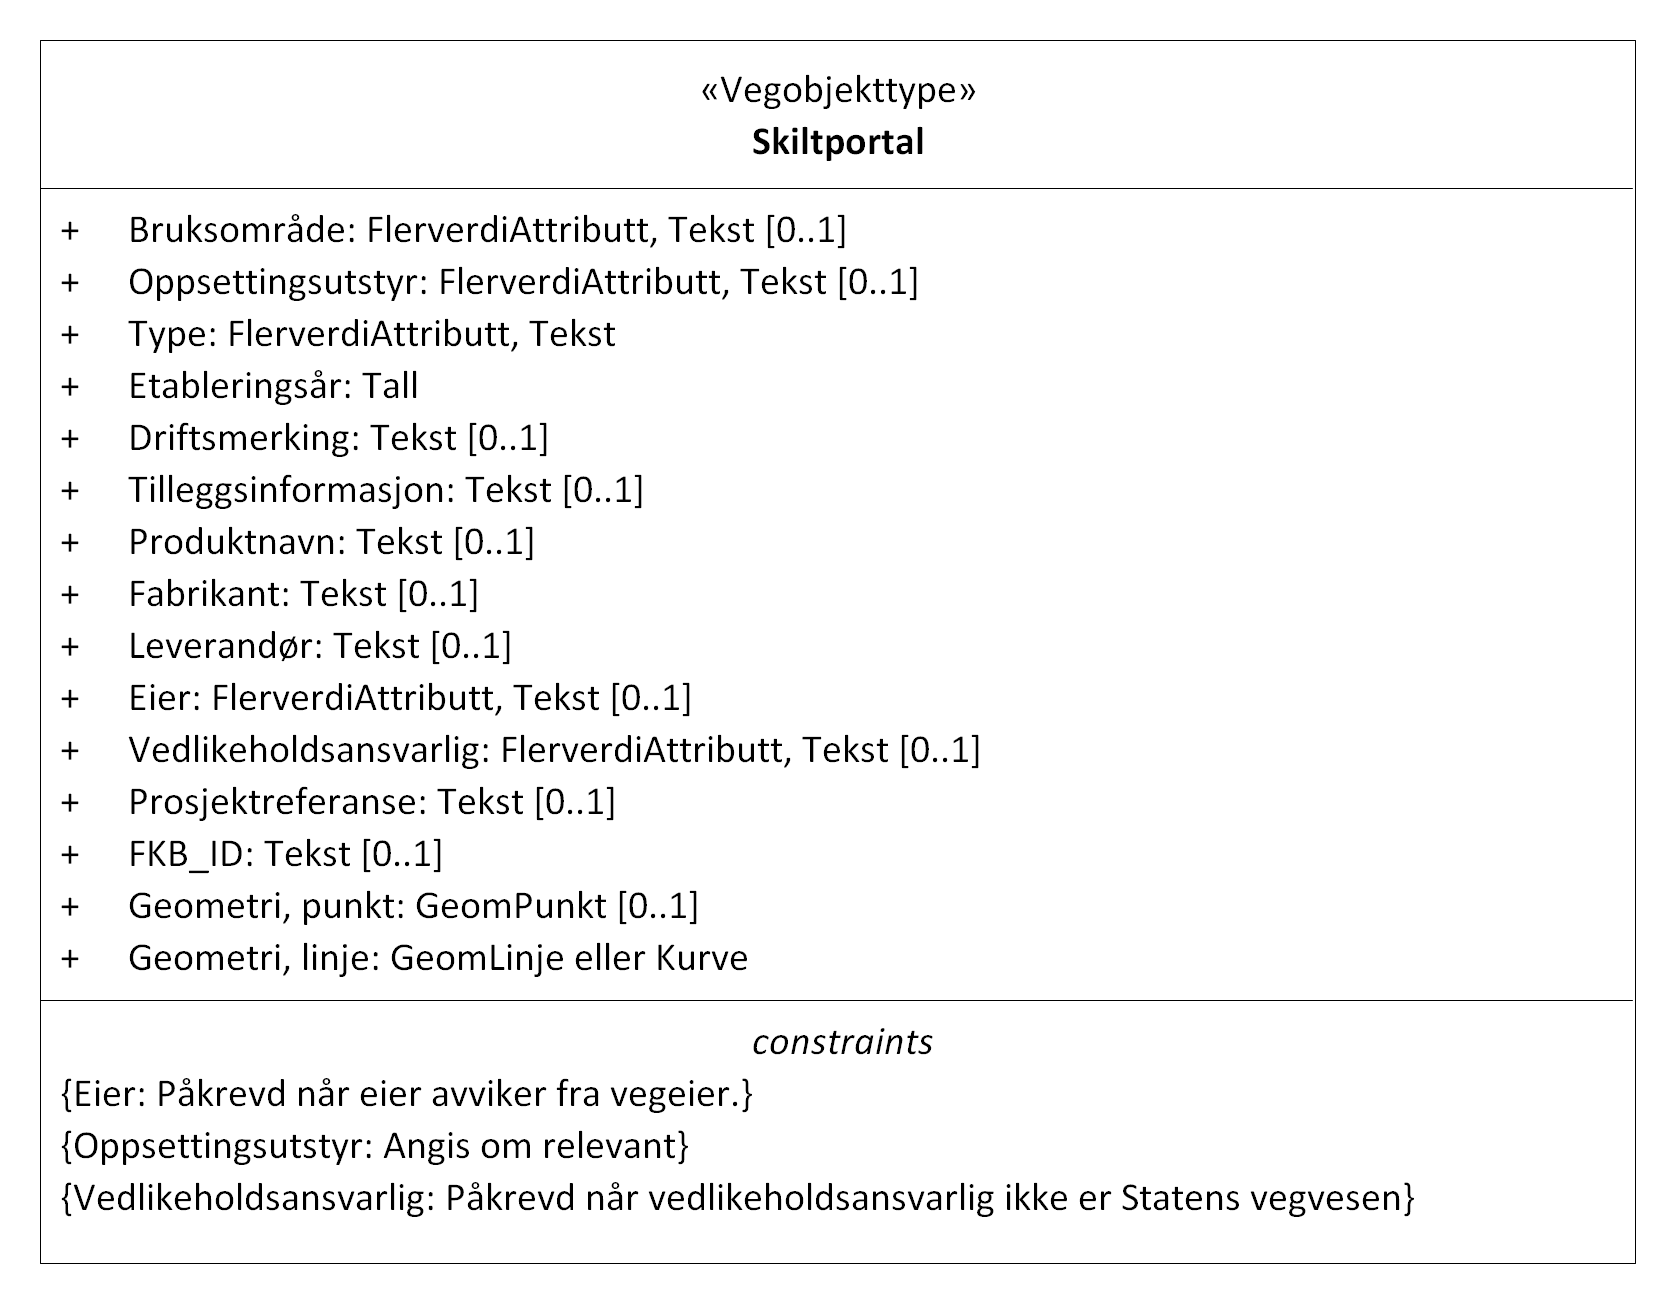 «Vegobjekttype»
Skiltportal
+ Bruksområde: FlerverdiAttributt, Tekst [0..1]
+ Oppsettingsutstyr: FlerverdiAttributt, Tekst [0..1]
+ Type: FlerverdiAttributt, Tekst
+ Etableringsår: Tall
+ Driftsmerking: Tekst [0..1]
+ Tilleggsinformasjon: Tekst [0..1]
+ Produktnavn: Tekst [0..1]
+ Fabrikant: Tekst [0..1]
+ Leverandør: Tekst [0..1]
+ Eier: FlerverdiAttributt, Tekst [0..1]
+ Vedlikeholdsansvarlig: FlerverdiAttributt, Tekst [0..1]
+ Prosjektreferanse: Tekst [0..1]
+ FKB_ID: Tekst [0..1]
+ Geometri, punkt: GeomPunkt [0..1]
+ Geometri, linje: GeomLinje eller Kurve
constraints
{Eier: Påkrevd når eier avviker fra vegeier.}
{Oppsettingsutstyr: Angis om relevant}
{Vedlikeholdsansvarlig: Påkrevd når vedlikeholdsansvarlig ikke er Statens vegvesen}